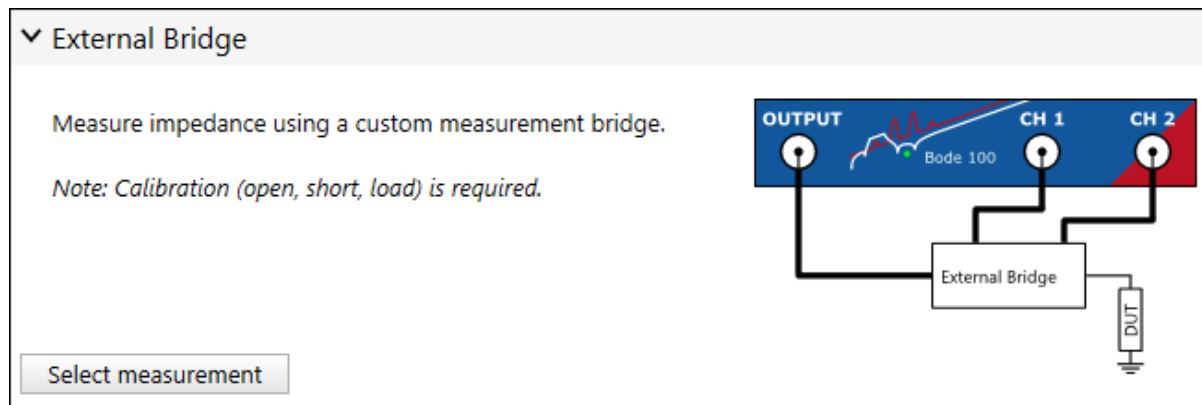 External Bridge
Measure impedance using a custom measurement bridge.
Note: Calibration (open, short, load) is required.
OUTPUT
CH 1
CH 2
Bode 100
External Bridge
DUT
Select measurement